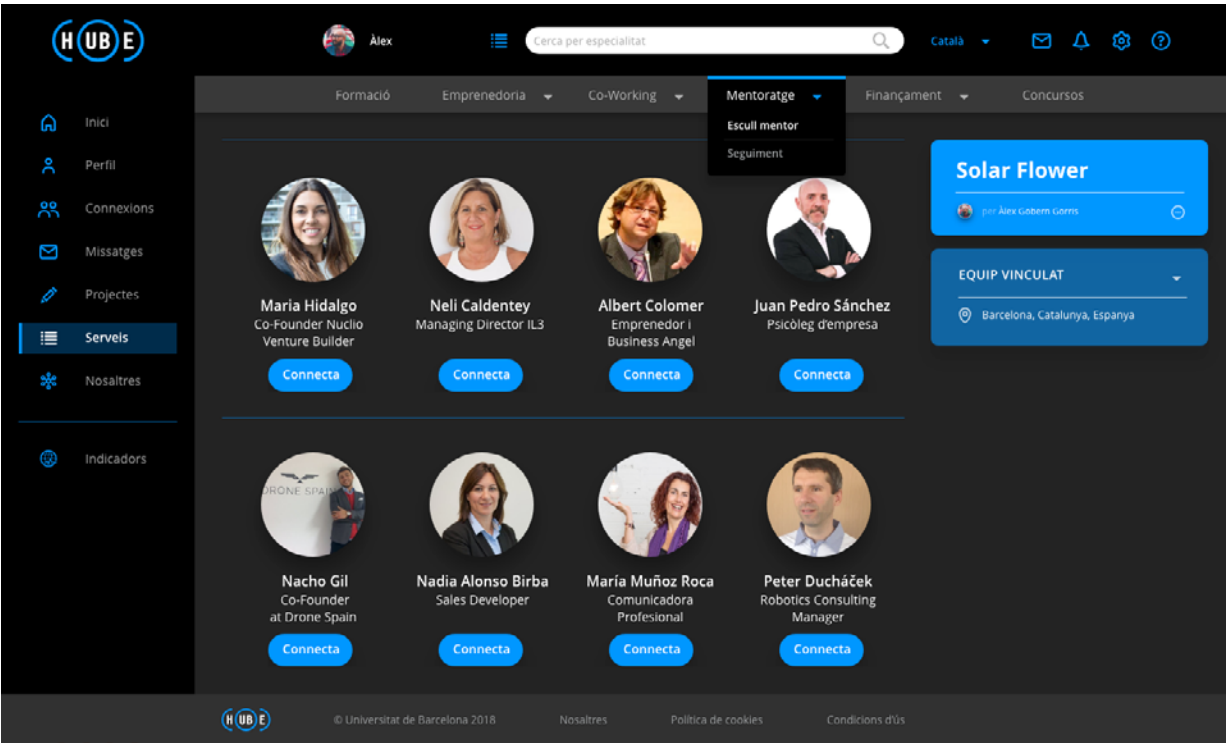 HUBE
Àlex
Cerca per especialitat
Català
Formació
Emprenedoria
Co-Working
Mentoratge
Finançament
Concursos
Escull mentor
Seguiment
Inici
Perfil
Connexions
Missatges
Projectes
Serveis
Nosaltres
Indicadors
Solar Flower
per Àlex Gobern Gorris
EQUIP VINCULAT
Barcelona, Catalunya, Espanya
Maria Hidalgo
Co-Founder Nuclio
Venture Builder
Connecta
Neli Caldentey
Managing Director IL3
Connecta
Albert Colomer
Emprenedor i
Business Angel
Connecta
Juan Pedro Sánchez
Psicòleg d'empresa
Connecta
DRONE SPAIN
Nacho Gil
Co-Founder
at Drone Spain
Connecta
Nadia Alonso Birba
Sales Developer
Connecta
María Muñoz Roca
Comunicadora
Profesional
Connecta
Peter Ducháček
Robotics Consulting
Manager
Connecta
HUBE
© Universitat de Barcelona 2018
Nosaltres
Política de cookies
Condicions d'ús